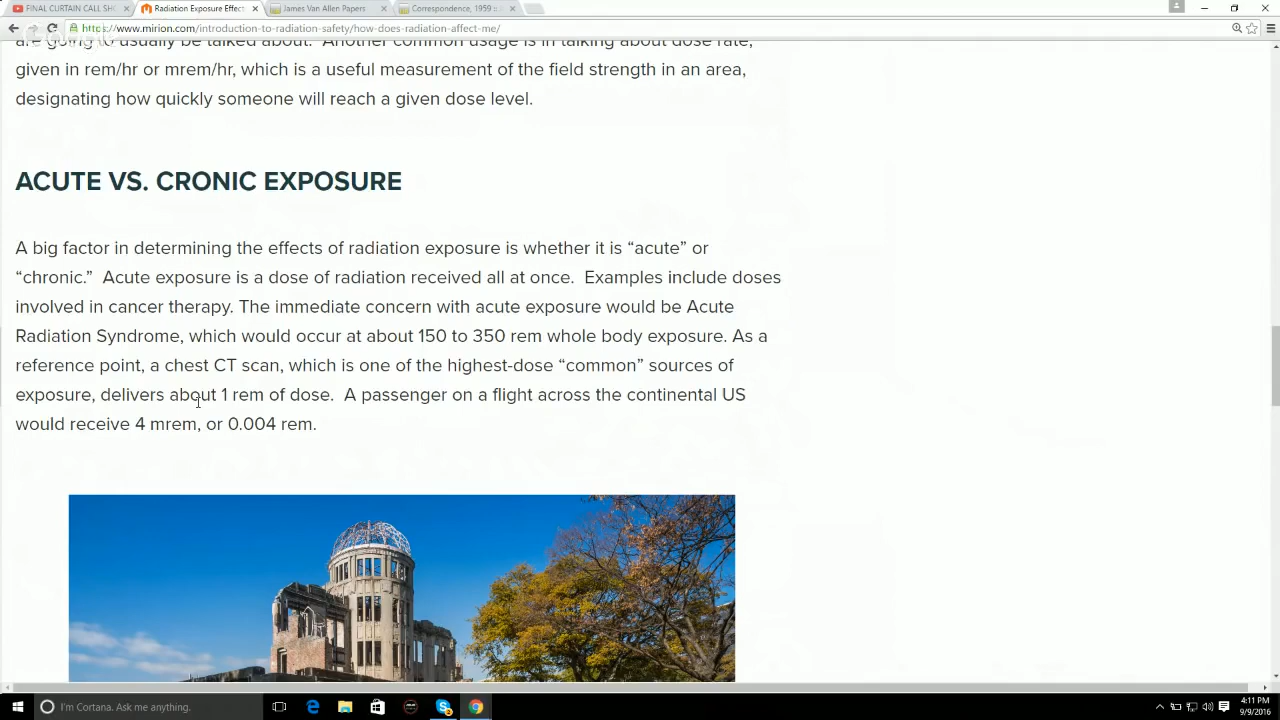 FINAL CURTAIN CALL SHO
Radiation Exposure Effect
James Van Allen Papers
Correspondence, 1959 :: A
https://www.mirion.com/introduction-to-radiation-safety/how-does-radiation-affect-me/
are going to usually be talked about. Another common usage is in talking about dose rate,
given in rem/hr or mrem/hr, which is a useful measurement of the field strength in an area,
designating how quickly someone will reach a given dose level.
ACUTE VS. CRONIC EXPOSURE
A big factor in determining the effects of radiation exposure is whether it is “acute” or
“chronic.” Acute exposure is a dose of radiation received all at once. Examples include doses
involved in cancer therapy. The immediate concern with acute exposure would be Acute
Radiation Syndrome, which would occur at about 150 to 350 rem whole body exposure. As a
reference point, a chest CT scan, which is one of the highest-dose “common” sources of
exposure, delivers about 1 rem of dose. A passenger on a flight across the continental US
would receive 4 mrem, or 0.004 rem.
I'm Cortana. Ask me anything.
4:11 PM
9/9/2016